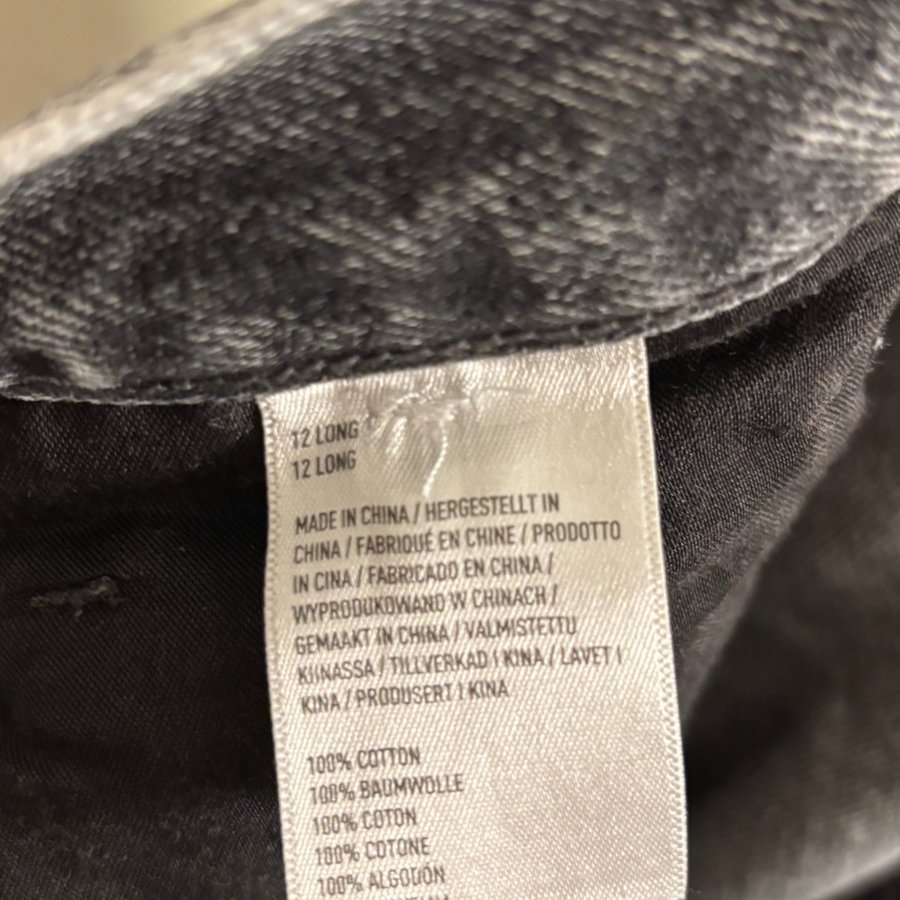 12 LONG
12 LONG
MADE IN CHINA / HERGESTELLT IN
CHINA / FABRIQUÉ EN CHINE / PRODOTTO
IN CINA / FABRICADO EN CHINA /
WYPRODUKOWANO W CHINACH /
GEMAAKT IN CHINA / VALMISTETTU
KIINASSA / TILLVERKAD I KINA / LAVET I
KINA / PRODUSERT I KINA
100% COTTON
100% BAUMWOLLE
100% COTON
100% COTONE
100% ALGODÓN